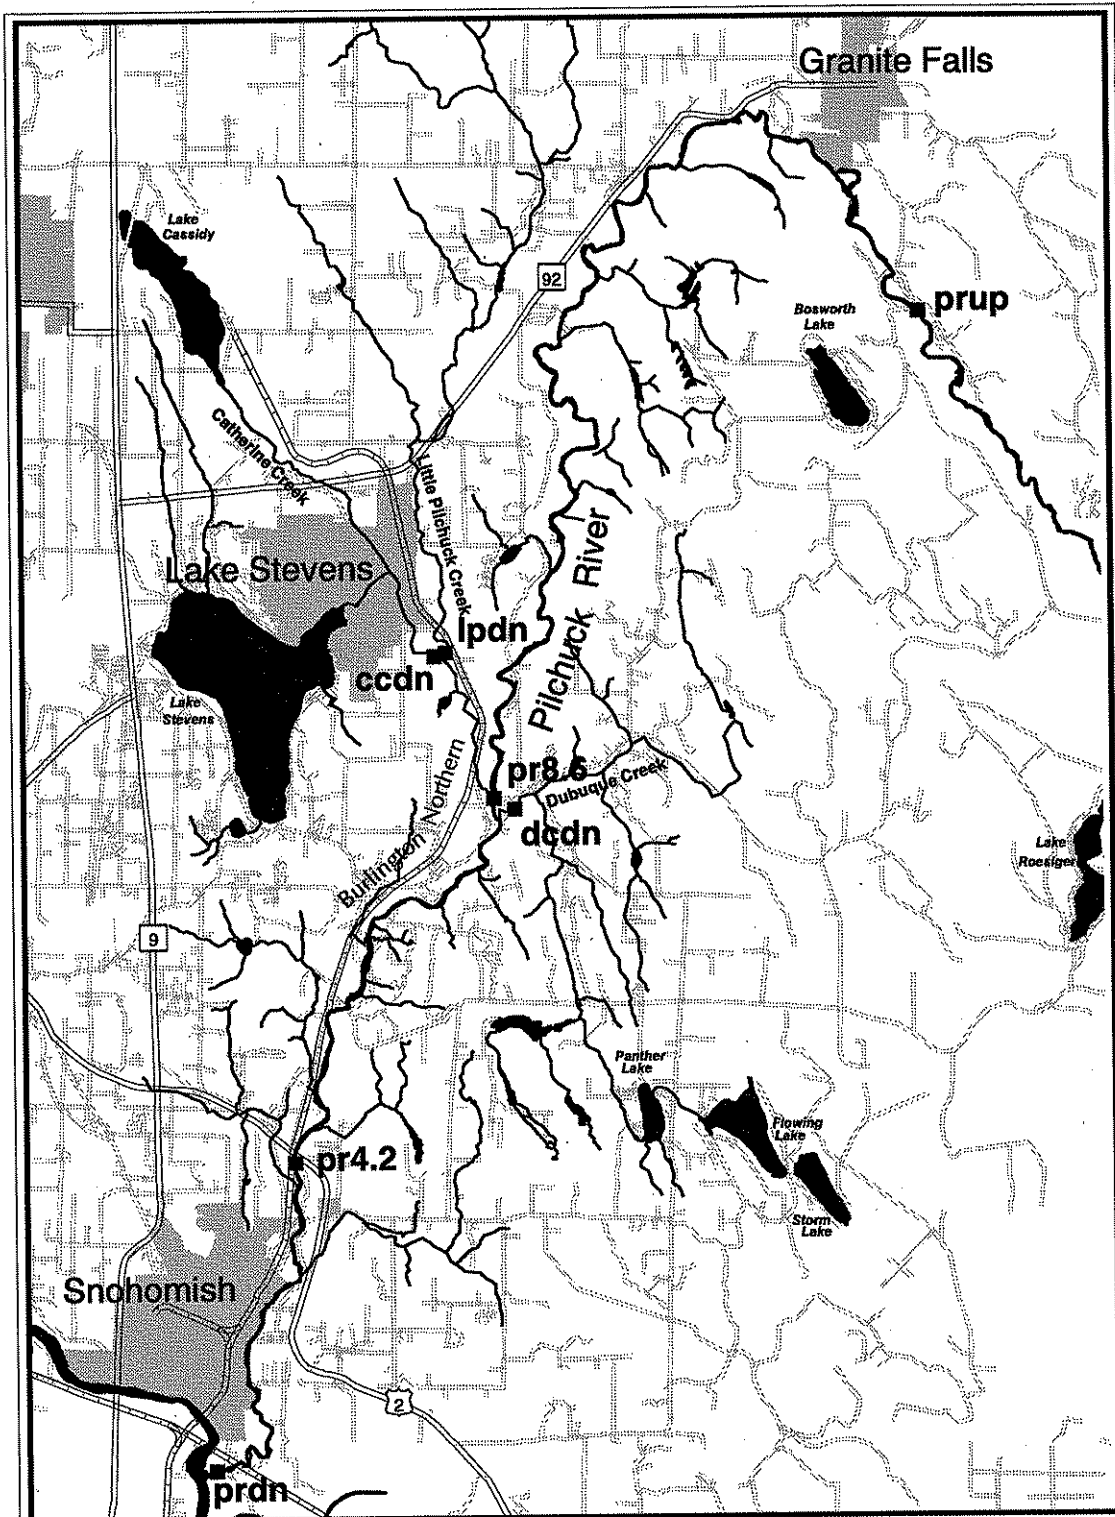 Granite Falls
Lake
Cassidy
92
prup
Bosworth
Lake
Catherine Creek
Little Pilchuck Creek
Lake Stevens
Pilchuck River
lpdn
ccdn
Lake
Stevens
Burlington Northern
pr8.6
Dubuque Creek
dcdn
Lake
Roesiger
9
Panther
Lake
Flowing
Lake
pr4.2
Storm
Lake
Snohomish
2
prdn